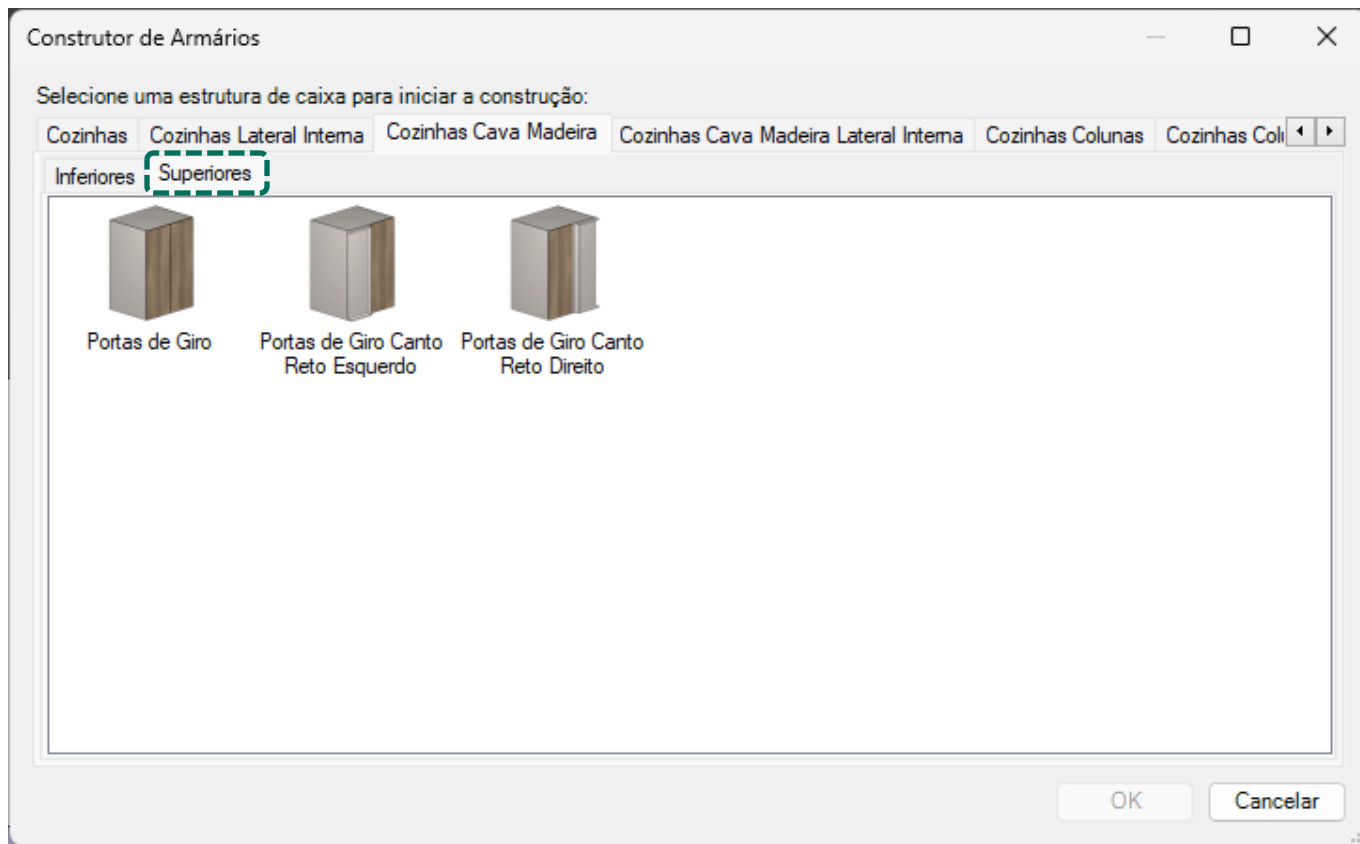 Construtor de Armários
Selecione uma estrutura de caixa para iniciar a construção:
Cozinhas Cozinhas Lateral Interna Cozinhas Cava Madeira Cozinhas Cava Madeira Lateral Interna Cozinhas Colunas Cozinhas Colu
Inferiores Superiores
Portas de Giro Portas de Giro Canto Portas de Giro Canto
Reto Esquerdo Reto Direito
OK Cancelar